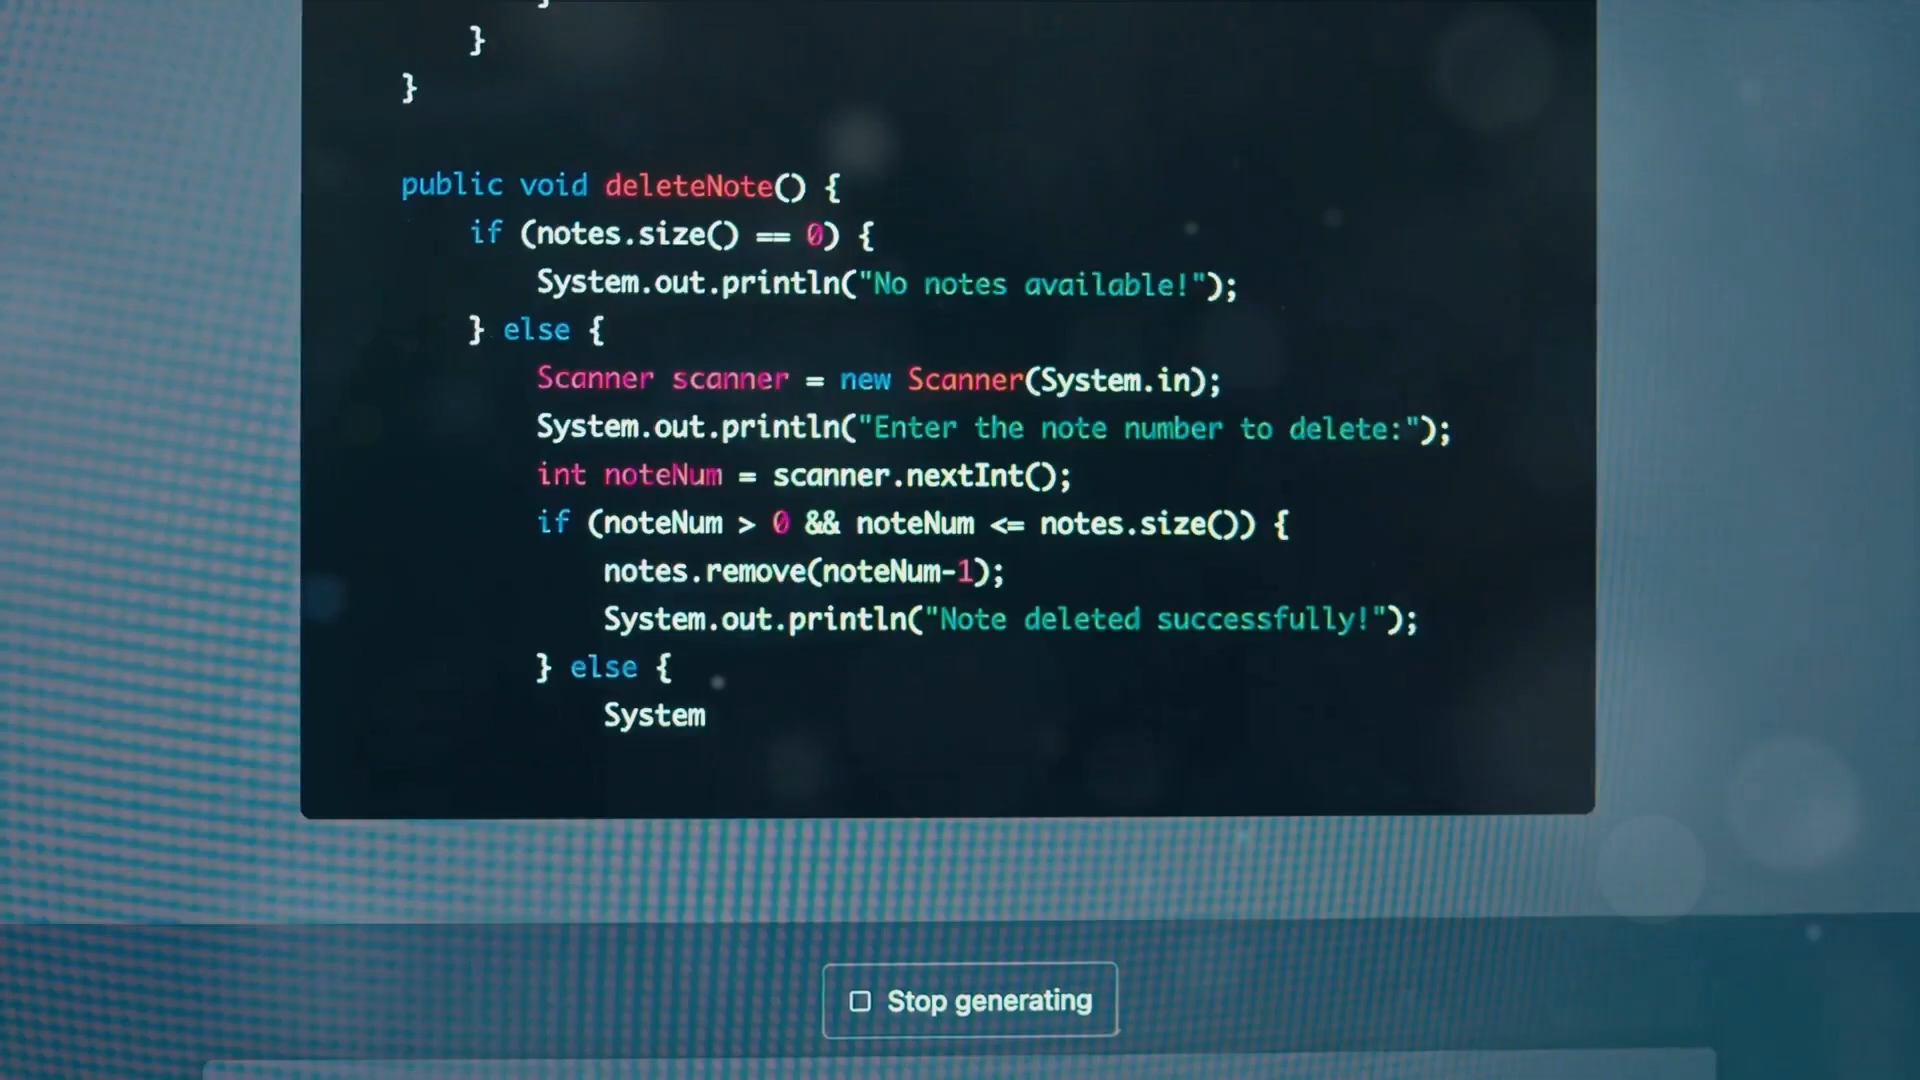 }
}
public void deleteNote() {
if (notes.size() == 0) {
System.out.println("No notes available!");
} else {
Scanner scanner = new Scanner(System.in);
System.out.println("Enter the note number to delete:");
int noteNum = scanner.nextInt();
if (noteNum > 0 && noteNum <= notes.size()) {
notes.remove(noteNum-1);
System.out.println("Note deleted successfully!");
} else {
System
Stop generating